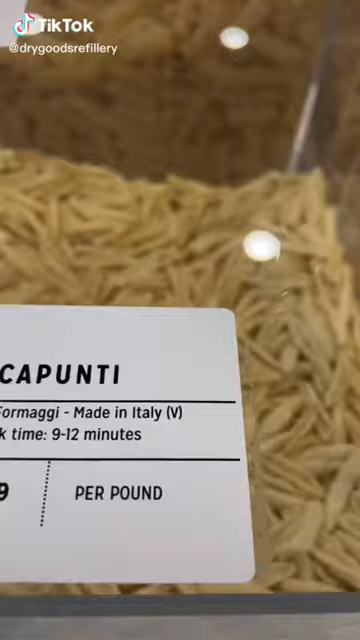 TikTok
@drygoodsrefillery
CAPUNTI
Formaggi - Made in Italy (V)
k time: 9-12 minutes
9
PER POUND